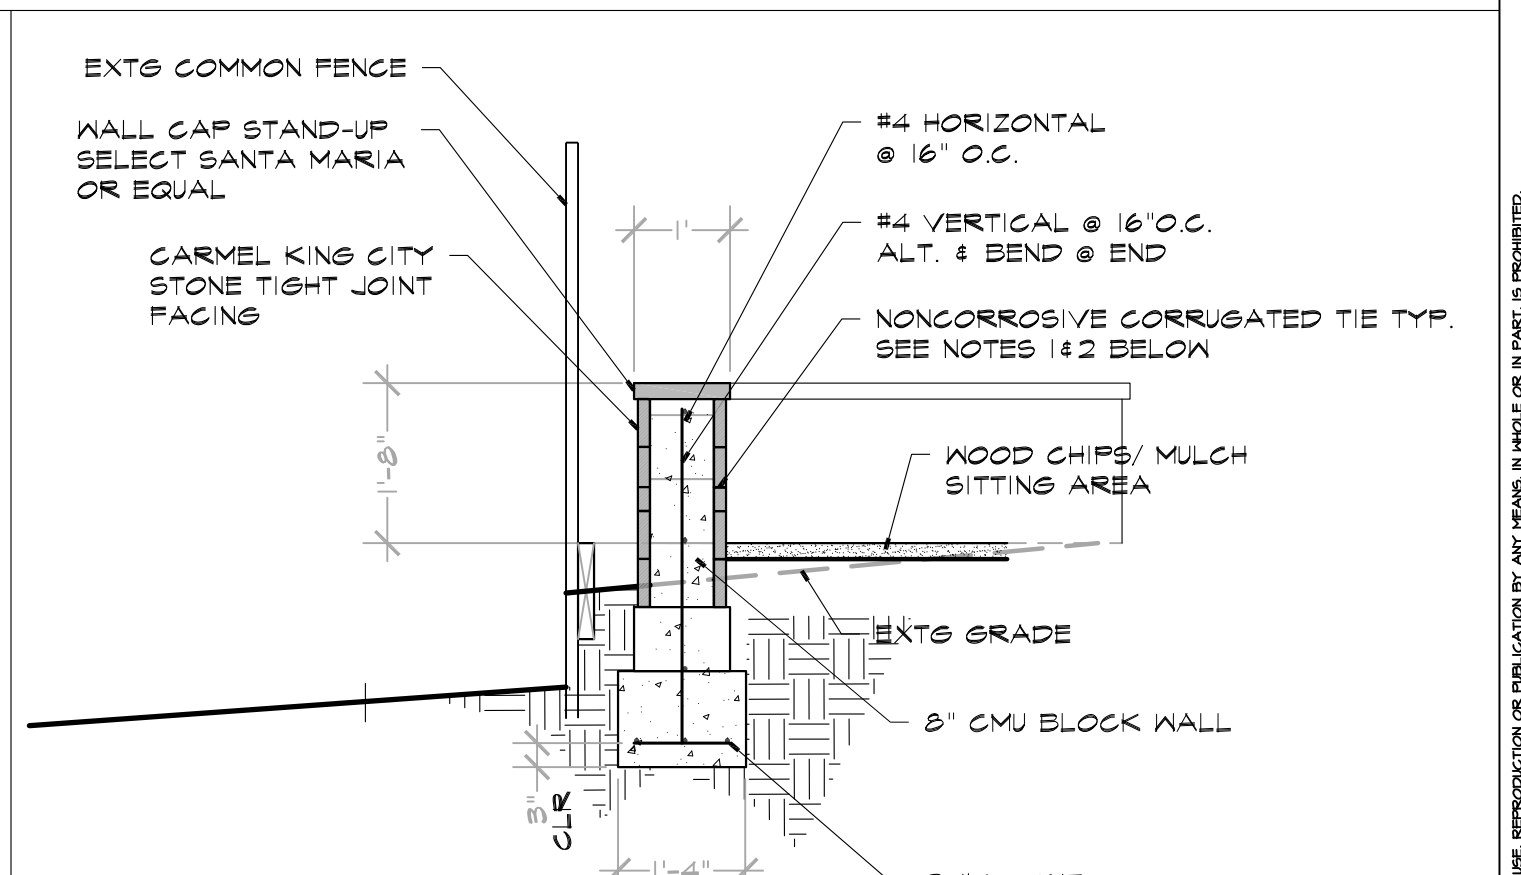 EXTG COMMON FENCE
WALL CAP STAND-UP
SELECT SANTA MARIA
OR EQUAL
CARMEL KING CITY
STONE TIGHT JOINT
FACING
#4 HORIZONTAL
@ 16" O.C.
#4 VERTICAL @ 16"O.C.
ALT. & BEND @ END
NONCORROSIVE CORRUGATED TIE TYP.
SEE NOTES 1&2 BELOW
1'
1'-8"
WOOD CHIPS/ MULCH
SITTING AREA
EXTG GRADE
8" CMU BLOCK WALL
3"
CLR
1'-4"
USE, REPRODUCTION OR PUBLICATION BY ANY MEANS, IN WHOLE OR IN PART, IS PROHIBITED.